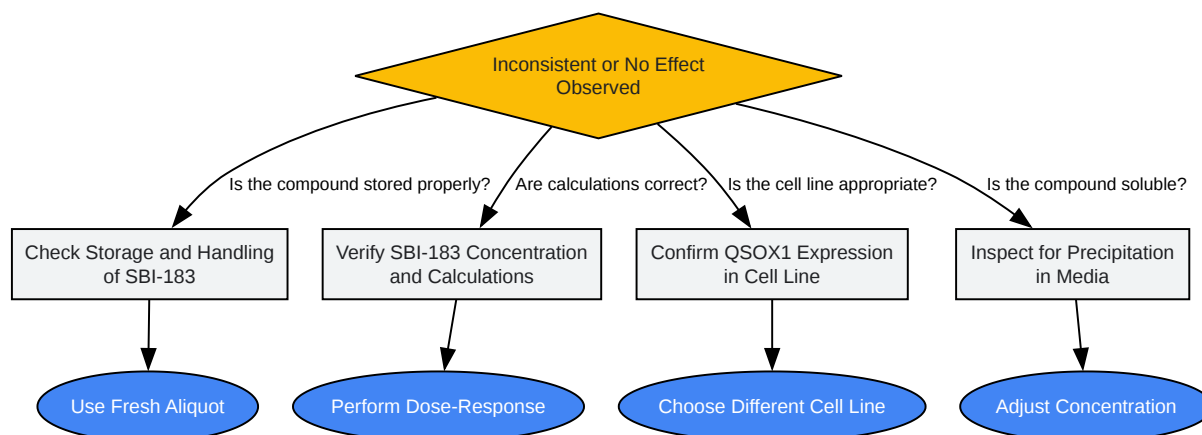 Inconsistent or No Effect
Observed
Is the compound stored properly?
Are calculations correct?
Is the cell line appropriate?
Is the compound soluble?
Check Storage and Handling
of SBI-183
Verify SBI-183 Concentration
and Calculations
Confirm QSOX1 Expression
in Cell Line
Inspect for Precipitation
in Media
Use Fresh Aliquot
Perform Dose-Response
Choose Different Cell Line
Adjust Concentration